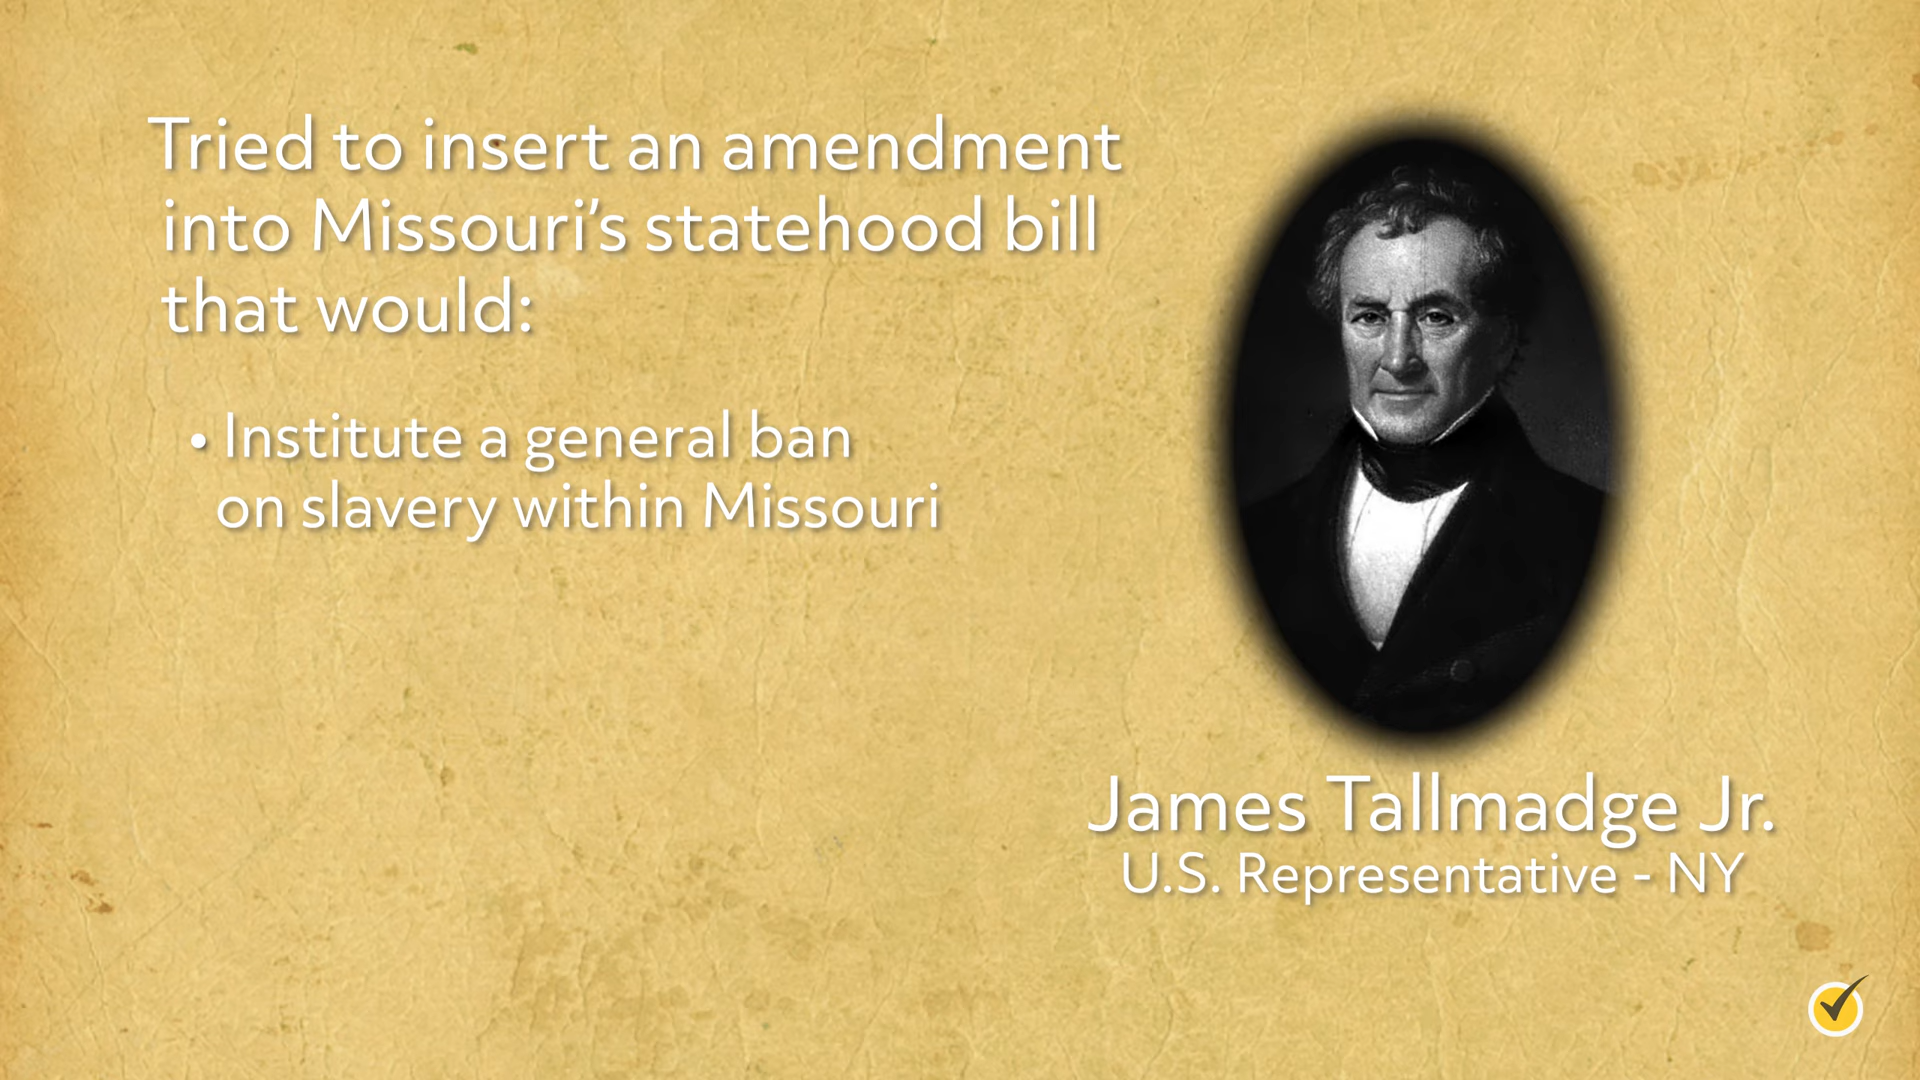 Tried to insert an amendment
into Missouri’s statehood bill
that would:
• Institute a general ban
on slavery within Missouri
James Tallmadge Jr.
U.S. Representative - NY